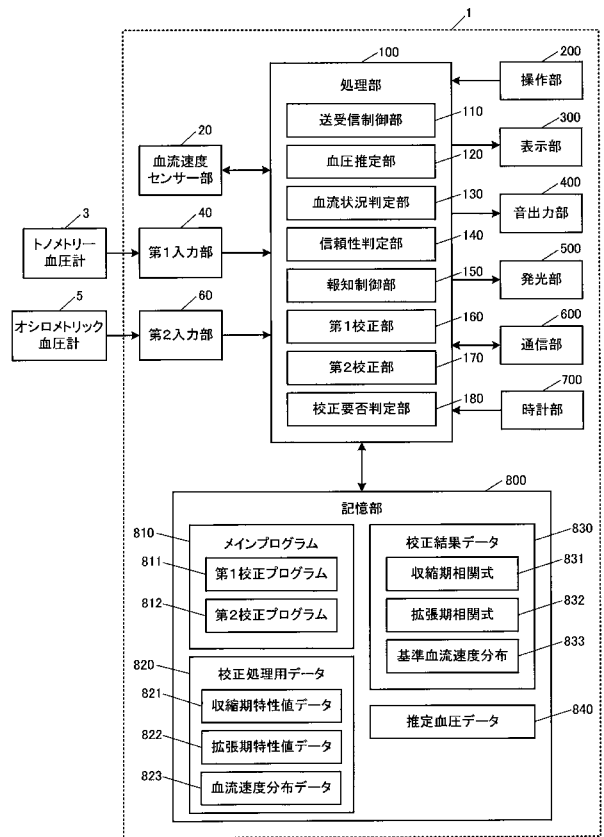 1
100
処理部
送受信制御部
110
血圧推定部
120
血流状況判定部
130
信頼性判定部
140
報知制御部
150
第1校正部
160
第2校正部
170
校正要否判定部
180
20
血流速度
センサー部
3
トノメトリー
血圧計
40
第1入力部
5
オシロメトリック
血圧計
60
第2入力部
200
操作部
300
表示部
400
音出力部
500
発光部
600
通信部
700
時計部
800
記憶部
810
メインプログラム
811
第1校正プログラム
812
第2校正プログラム
820
校正処理用データ
821
収縮期特性値データ
822
拡張期特性値データ
823
血流速度分布データ
830
校正結果データ
831
収縮期相関式
832
拡張期相関式
833
基準血流速度分布
840
推定血圧データ